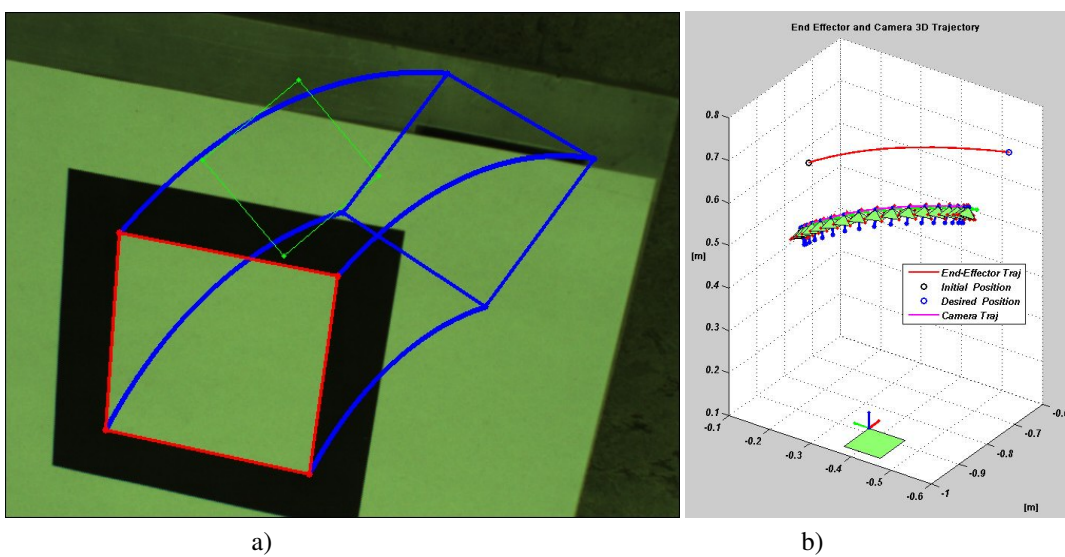 End Effector and Camera 3D Trajectory
0.8
0.7
0.6
0.5
[m]
0.4
0.3
0.2
0.1
-0.1
-0.2
-0.3
-0.4
-0.5
-0.6
-1
-0.9
-0.8
-0.7
[m]
End-Effector Traj
Initial Position
Desired Position
Camera Traj
a)
b)